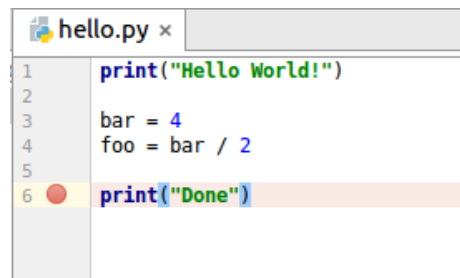 hello.py ×
1 print("Hello World!")
2
3 bar = 4
4 foo = bar / 2
5
6 print("Done")